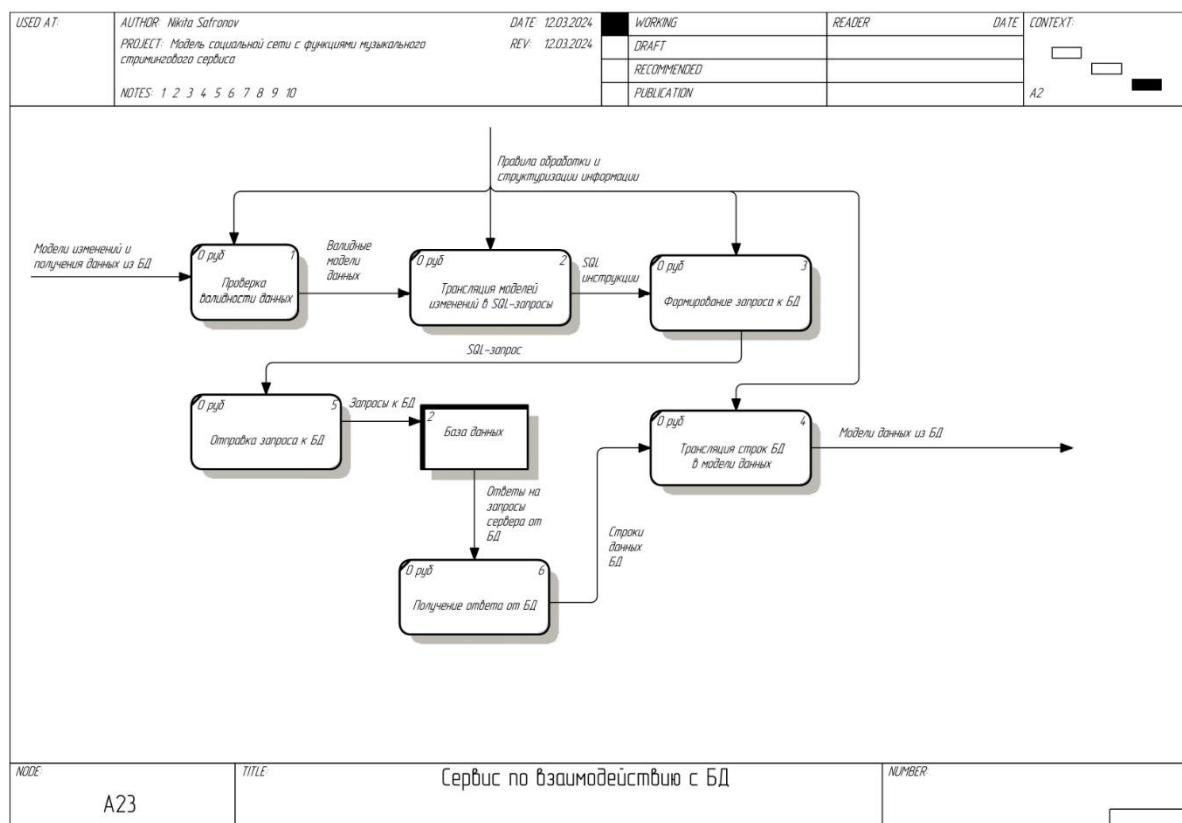 USED AT:
AUTHOR: Nikita Safronov
DATE: 12.03.2024
PROJECT: Модель социальной сети с функциями музыкального
стримингового сервиса
REV: 12.03.2024
NOTES: 1 2 3 4 5 6 7 8 9 10
WORKING
DRAFT
RECOMMENDED
PUBLICATION
READER
DATE
CONTEXT:
A2
Правила обработки и
структуризации информации
Модели изменений и
получения данных из БД
0 руб
1
Проверка
валидности данных
Валидные
модели
данных
0 руб
2
Трансляция моделей
изменений в SQL-запросы
SQL
инструкции
0 руб
3
Формирование запроса к БД
SQL-запрос
0 руб
5
Отправка запроса к БД
Запросы к БД
2
База данных
Ответы на
запросы
сервера от
БД
0 руб
6
Получение ответа от БД
Строки
данных
БД
0 руб
4
Трансляция строк БД
в модели данных
Модели данных из БД
NODE:
A23
TITLE:
Сервис по взаимодействию с БД
NUMBER: